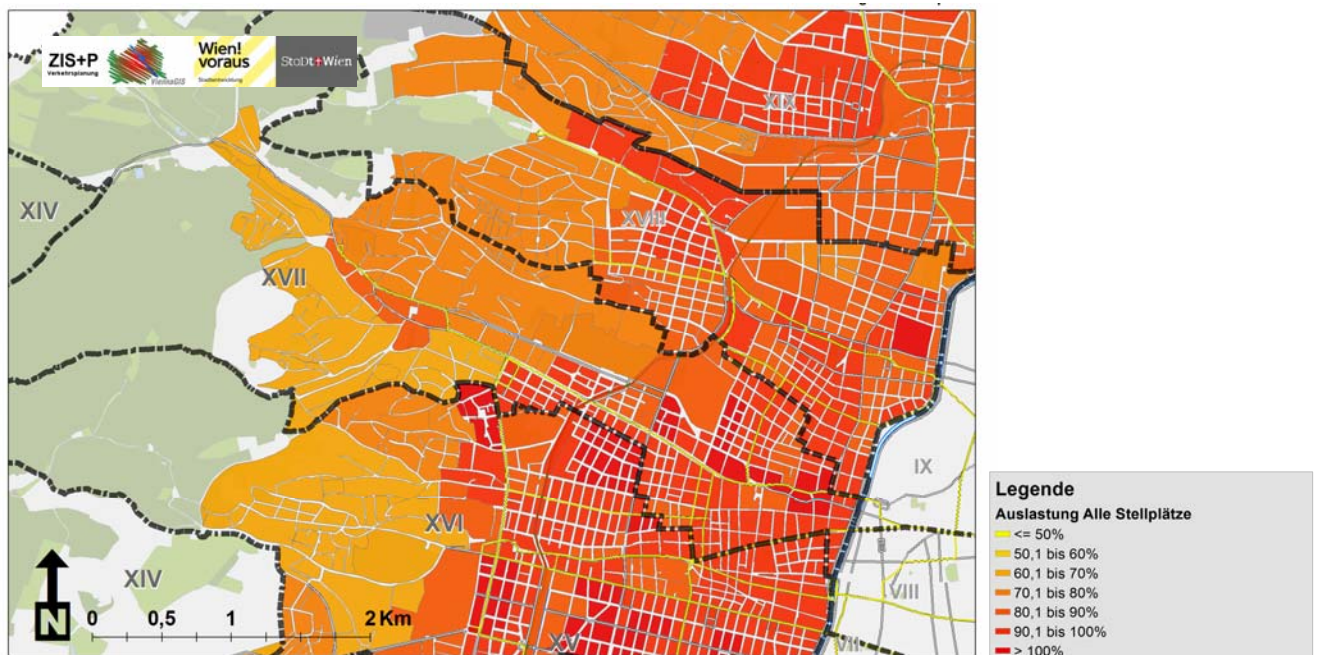 ZIS+P
Verkehrsplanung
ViennaGIS
Wien!
voraus
Stadtentwicklung
StaDt Wien
XIX
XIV
XVIII
XVII
IX
XVI
XIV
VIII
0 0,5 1 2 Km
N
XV
VII
Legende
Auslastung Alle Stellplätze
<= 50%
50,1 bis 60%
60,1 bis 70%
70,1 bis 80%
80,1 bis 90%
90,1 bis 100%
> 100%